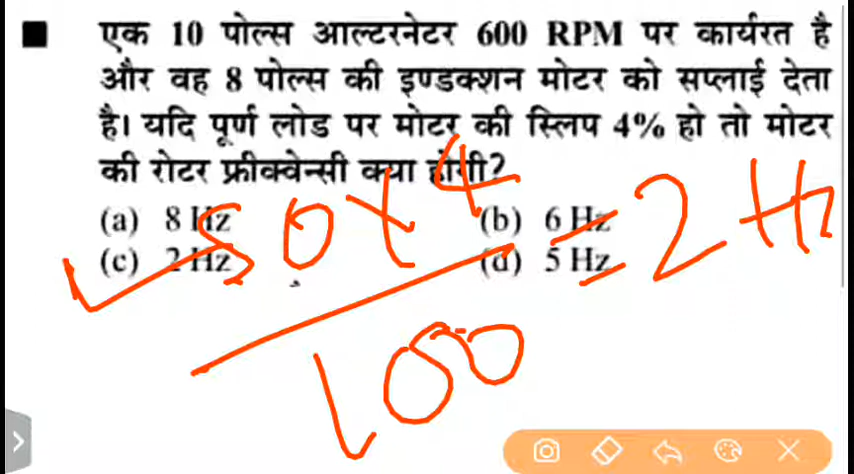 ■ एक 10 पोल्स आल्टरनेटर 600 RPM पर कार्यरत है
और वह 8 पोल्स की इण्डक्शन मोटर को सप्लाई देता
है। यदि पूर्ण लोड पर मोटर की स्लिप 4% हो तो मोटर
की रोटर फ्रीक्वेन्सी क्या होगी?
(a) 8 Hz (b) 6 Hz
(c) 2 Hz (d) 5 Hz
50 x 4 = 2 Hz
100